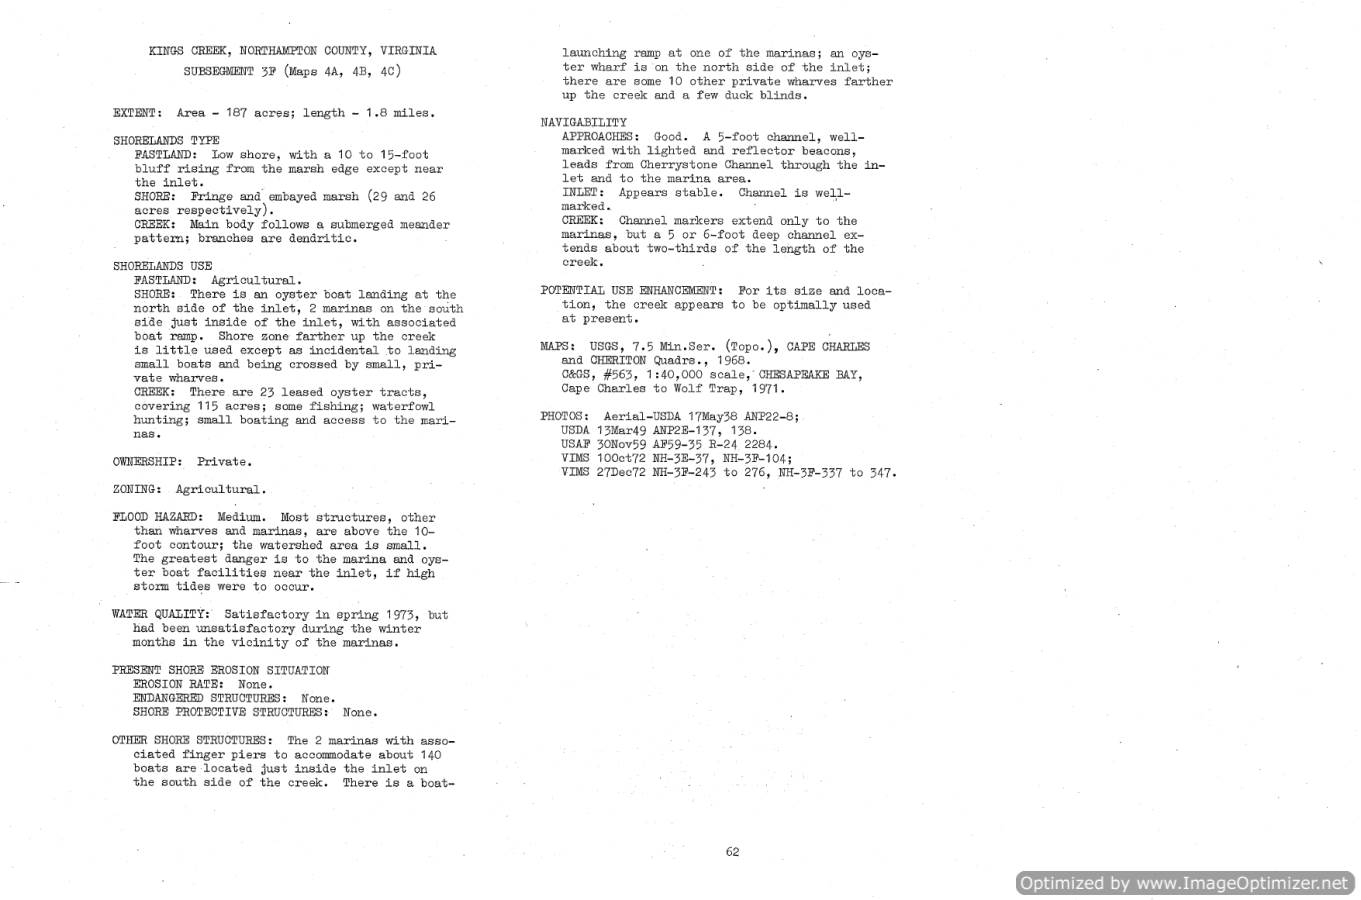 KINGS CREEK, NORTHAMPTON COUNTY, VIRGINIA
SUBSEGMENT 3F (Maps 4A, 4B, 4C)
EXTENT: Area - 187 acres; length - 1.8 miles.
SHORELANDS TYPE
FASTLAND: Low shore, with a 10 to 15-foot
bluff rising from the marsh edge except near
the inlet.
SHORE: Fringe and embayed marsh (29 and 26
acres respectively).
CREEK: Main body follows a submerged meander
pattern; branches are dendritic.
SHORELANDS USE
FASTLAND: Agricultural.
SHORE: There is an oyster boat landing at the
north side of the inlet, 2 marinas on the south
side just inside of the inlet, with associated
boat ramp. Shore zone farther up the creek
is little used except as incidental to landing
small boats and being crossed by small, pri-
vate wharves.
CREEK: There are 23 leased oyster tracts,
covering 115 acres; some fishing; waterfowl
hunting; small boating and access to the mari-
nas.
OWNERSHIP: Private.
ZONING: Agricultural.
FLOOD HAZARD: Medium. Most structures, other
than wharves and marinas, are above the 10-
foot contour; the watershed area is small.
The greatest danger is to the marina and oys-
ter boat facilities near the inlet, if high
storm tides were to occur.
WATER QUALITY: Satisfactory in spring 1973, but
had been unsatisfactory during the winter
months in the vicinity of the marinas.
PRESENT SHORE EROSION SITUATION
EROSION RATE: None.
ENDANGERED STRUCTURES: None.
SHORE PROTECTIVE STRUCTURES: None.
OTHER SHORE STRUCTURES: The 2 marinas with asso-
ciated finger piers to accommodate about 140
boats are located just inside the inlet on
the south side of the creek. There is a boat-
launching ramp at one of the marinas; an oys-
ter wharf is on the north side of the inlet;
there are some 10 other private wharves farther
up the creek and a few duck blinds.
NAVIGABILITY
APPROACHES: Good. A 5-foot channel, well-
marked with lighted and reflector beacons,
leads from Cherrystone Channel through the in-
let and to the marina area.
INLET: Appears stable. Channel is well-
marked.
CREEK: Channel markers extend only to the
marinas, but a 5 or 6-foot deep channel ex-
tends about two-thirds of the length of the
creek.
POTENTIAL USE ENHANCEMENT: For its size and loca-
tion, the creek appears to be optimally used
at present.
MAPS: USGS, 7.5 Min.Ser. (Topo.), CAPE CHARLES
and CHERITON Quadrs., 1968.
C&GS, #563, 1:40,000 scale, CHESAPEAKE BAY,
Cape Charles to Wolf Trap, 1971.
PHOTOS: Aerial-USDA 17May38 ANP22-8;
USDA 13Mar49 ANP2E-137, 138.
USAF 30Nov59 AF59-35 R-24 2284.
VIMS 10Oct72 NH-3E-37, NH-3F-104;
VIMS 27Dec72 NH-3F-243 to 276, NH-3F-337 to 347.
62
Optimized by www.ImageOptimizer.net